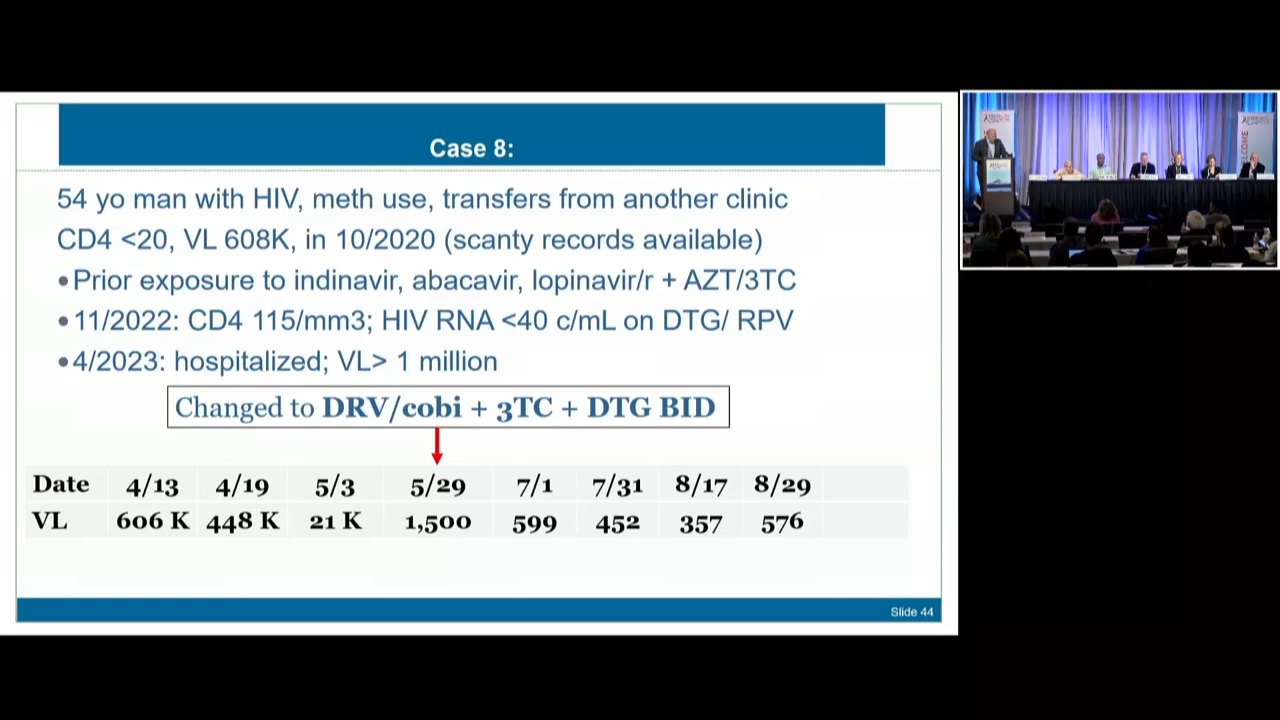 Case 8:
54 yo man with HIV, meth use, transfers from another clinic
CD4 <20, VL 608K, in 10/2020 (scanty records available)
•Prior exposure to indinavir, abacavir, lopinavir/r + AZT/3TC
•11/2022: CD4 115/mm3; HIV RNA <40 c/mL on DTG/ RPV
•4/2023: hospitalized; VL> 1 million
Changed to DRV/cobi + 3TC + DTG BID
Date 4/13 4/19 5/3 5/29 7/1 7/31 8/17 8/29
VL 606 K 448 K 21 K 1,500 599 452 357 576
Slide 44
WELCOME